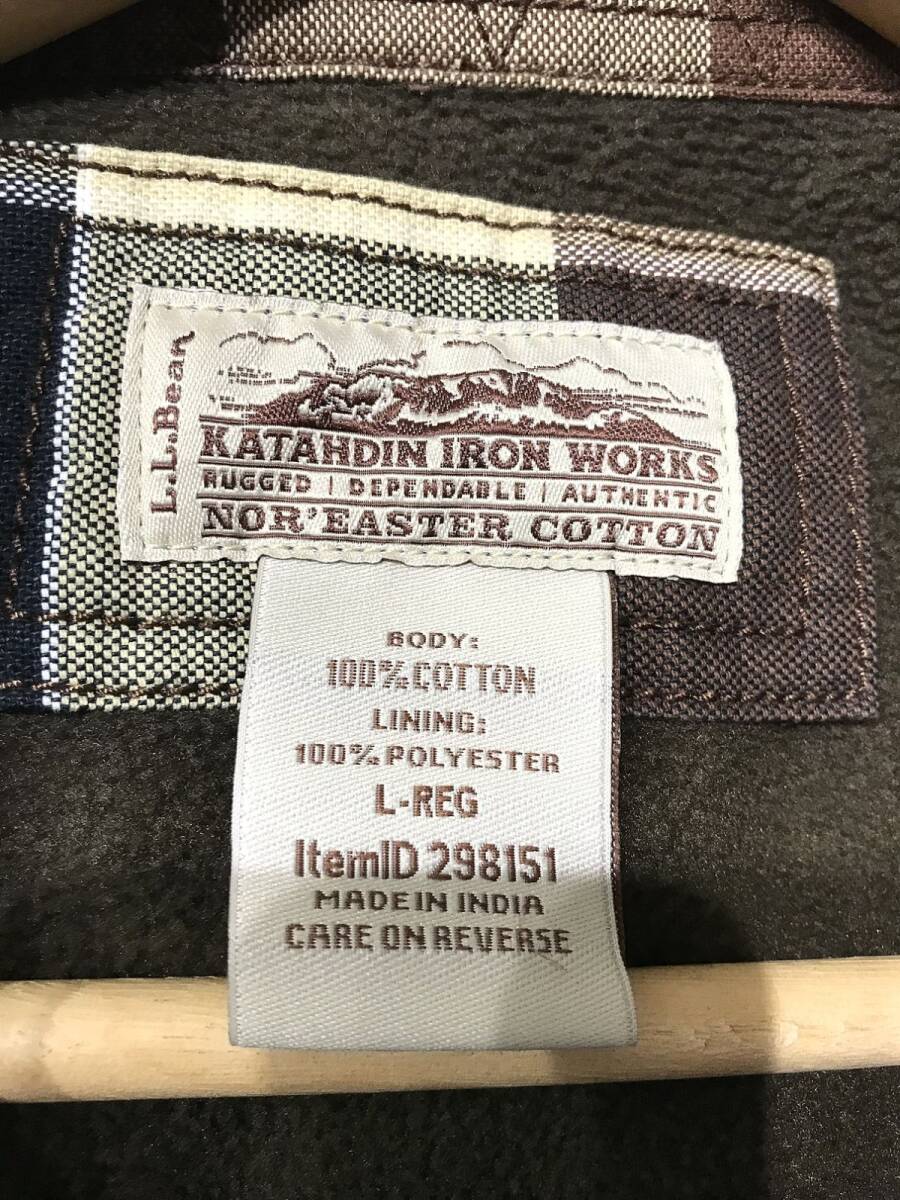 L.L.Bean
KATAHDIN IRON WORKS
RUGGED | DEPENDABLE | AUTHENTIC
NOR'EASTER COTTON
BODY:
100% COTTON
LINING:
100% POLYESTER
L-REG
ItemID 298151
MADE IN INDIA
CARE ON REVERSE